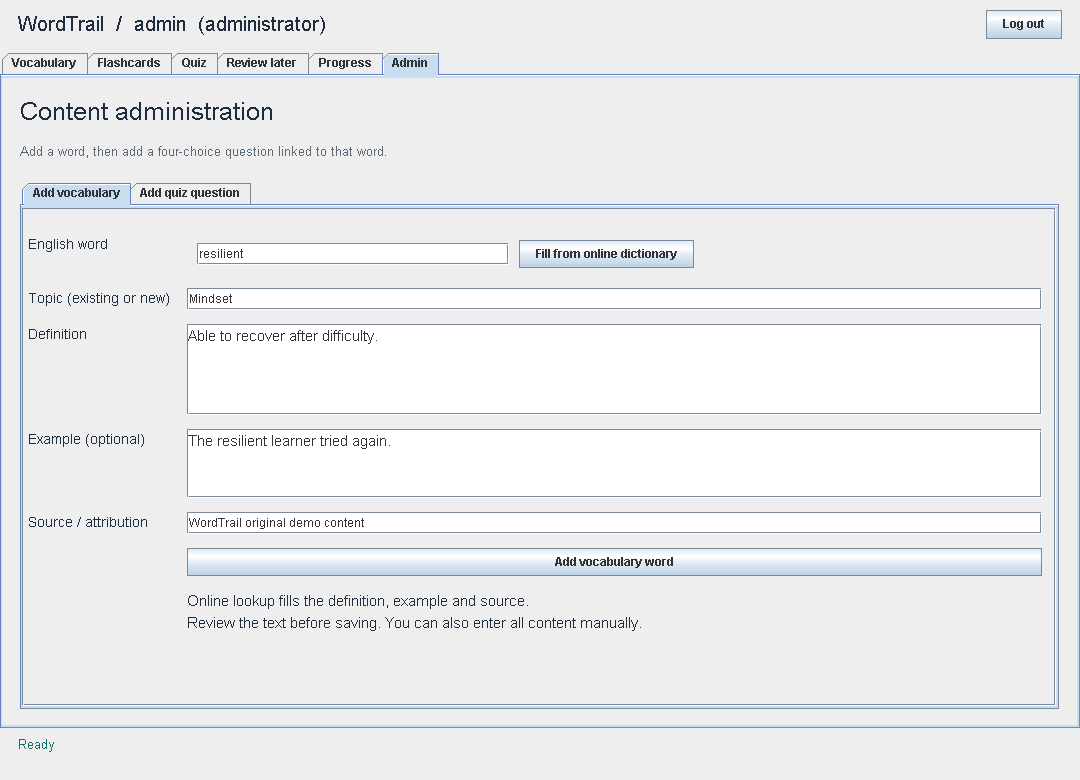 WordTrail / admin (administrator)
Log out
Vocabulary Flashcards Quiz Review later Progress Admin
Content administration
Add a word, then add a four-choice question linked to that word.
Add vocabulary Add quiz question
English word resilient Fill from online dictionary
Topic (existing or new) Mindset
Definition Able to recover after difficulty.
Example (optional) The resilient learner tried again.
Source / attribution WordTrail original demo content
Add vocabulary word
Online lookup fills the definition, example and source.
Review the text before saving. You can also enter all content manually.
Ready